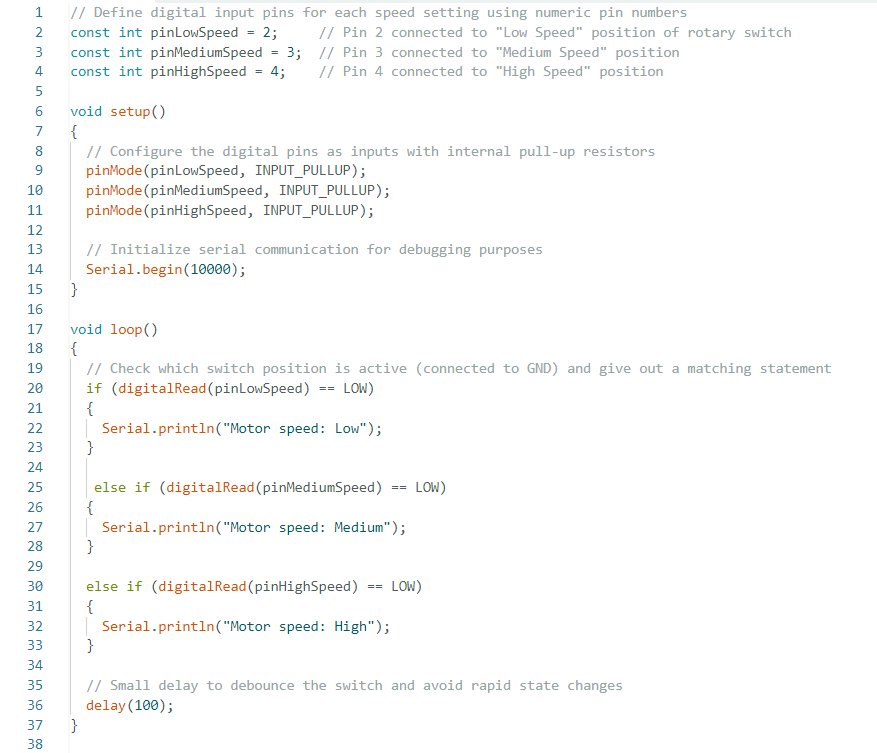 1 // Define digital input pins for each speed setting using numeric pin numbers
2 const int pinLowSpeed = 2;     // Pin 2 connected to "Low Speed" position of rotary switch
3 const int pinMediumSpeed = 3;  // Pin 3 connected to "Medium Speed" position
4 const int pinHighSpeed = 4;    // Pin 4 connected to "High Speed" position
5
6 void setup()
7 {
8   // Configure the digital pins as inputs with internal pull-up resistors
9   pinMode(pinLowSpeed, INPUT_PULLUP);
10   pinMode(pinMediumSpeed, INPUT_PULLUP);
11   pinMode(pinHighSpeed, INPUT_PULLUP);
12
13   // Initialize serial communication for debugging purposes
14   Serial.begin(10000);
15 }
16
17 void loop()
18 {
19   // Check which switch position is active (connected to GND) and give out a matching statement
20   if (digitalRead(pinLowSpeed) == LOW)
21   {
22     Serial.println("Motor speed: Low");
23   }
24
25    else if (digitalRead(pinMediumSpeed) == LOW)
26   {
27     Serial.println("Motor speed: Medium");
28   }
29
30   else if (digitalRead(pinHighSpeed) == LOW)
31   {
32     Serial.println("Motor speed: High");
33   }
34
35   // Small delay to debounce the switch and avoid rapid state changes
36   delay(100);
37 }
38